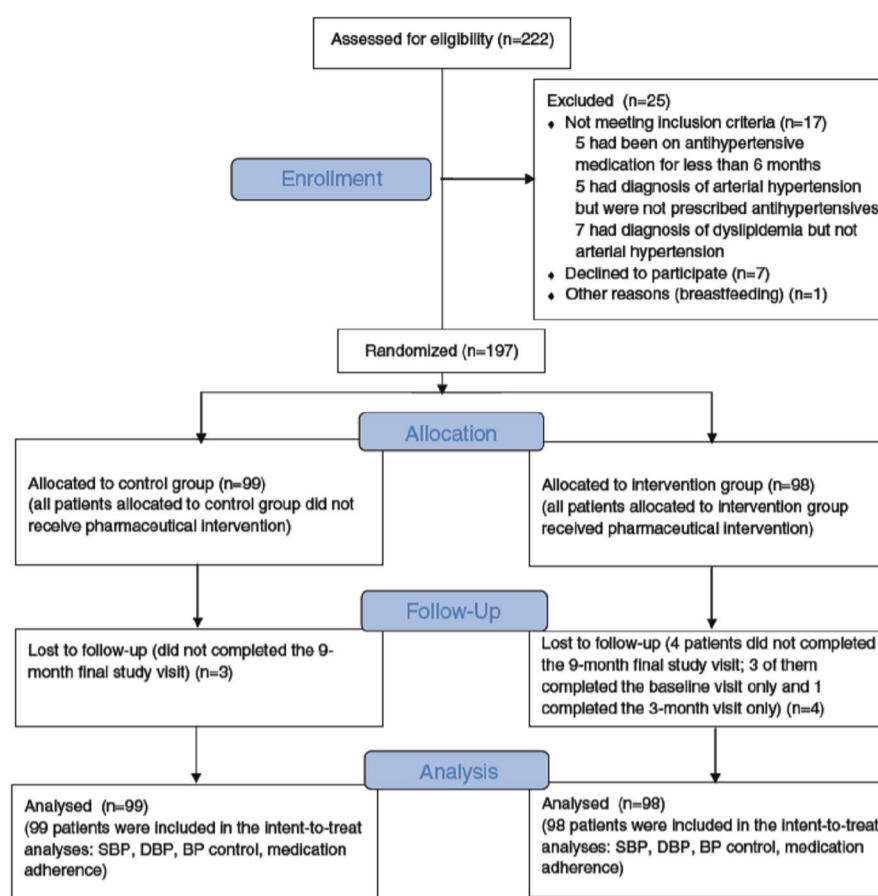 Assessed for eligibility (n=222)
Excluded (n=25)
♦ Not meeting inclusion criteria (n=17)
5 had been on antihypertensive
medication for less than 6 months
5 had diagnosis of arterial hypertension
but were not prescribed antihypertensives
7 had diagnosis of dyslipidemia but not
arterial hypertension
♦ Declined to participate (n=7)
♦ Other reasons (breastfeeding) (n=1)
Enrollment
Randomized (n=197)
Allocation
Allocated to control group (n=99)
(all patients allocated to control group did not
receive pharmaceutical intervention)
Allocated to intervention group (n=98)
(all patients allocated to intervention group
received pharmaceutical intervention)
Follow-Up
Lost to follow-up (did not completed the 9-
month final study visit) (n=3)
Lost to follow-up (4 patients did not completed
the 9-month final study visit; 3 of them
completed the baseline visit only and 1
completed the 3-month visit only) (n=4)
Analysis
Analysed (n=99)
(99 patients were included in the intent-to-treat
analyses: SBP, DBP, BP control, medication
adherence)
Analysed (n=98)
(98 patients were included in the intent-to-treat
analyses: SBP, DBP, BP control, medication
adherence)